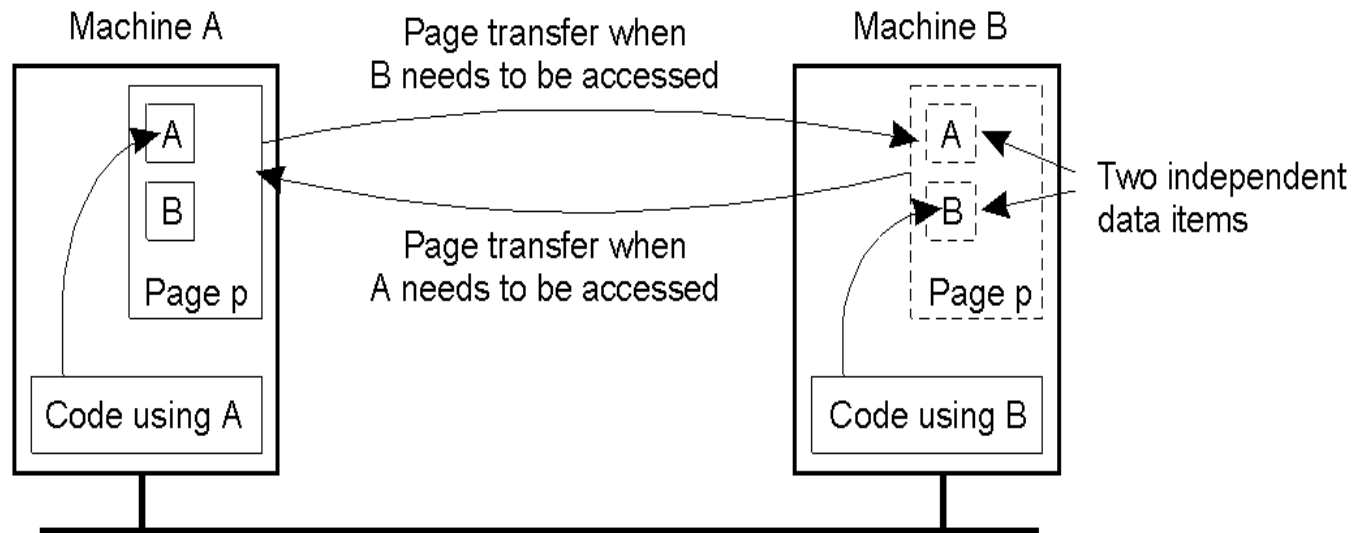 Machine A
Page transfer when
B needs to be accessed
Machine B
A
B
Page p
Code using A
Page transfer when
A needs to be accessed
A
B
Page p
Code using B
Two independent
data items